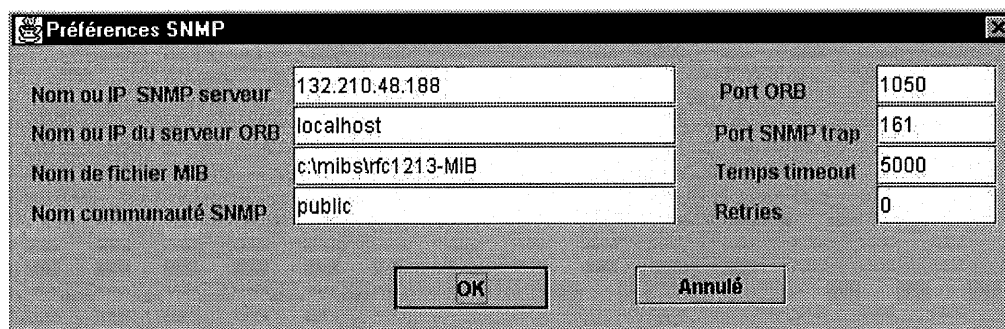 Préférences SNMP
Nom ou IP SNMP serveur 132.210.48.188 Port ORB 1050
Nom ou IP du serveur ORB localhost Port SNMP trap 161
Nom de fichier MIB c:\mibs\rfc1213-MIB Temps timeout 5000
Nom communauté SNMP public Retries 0
OK Annulé